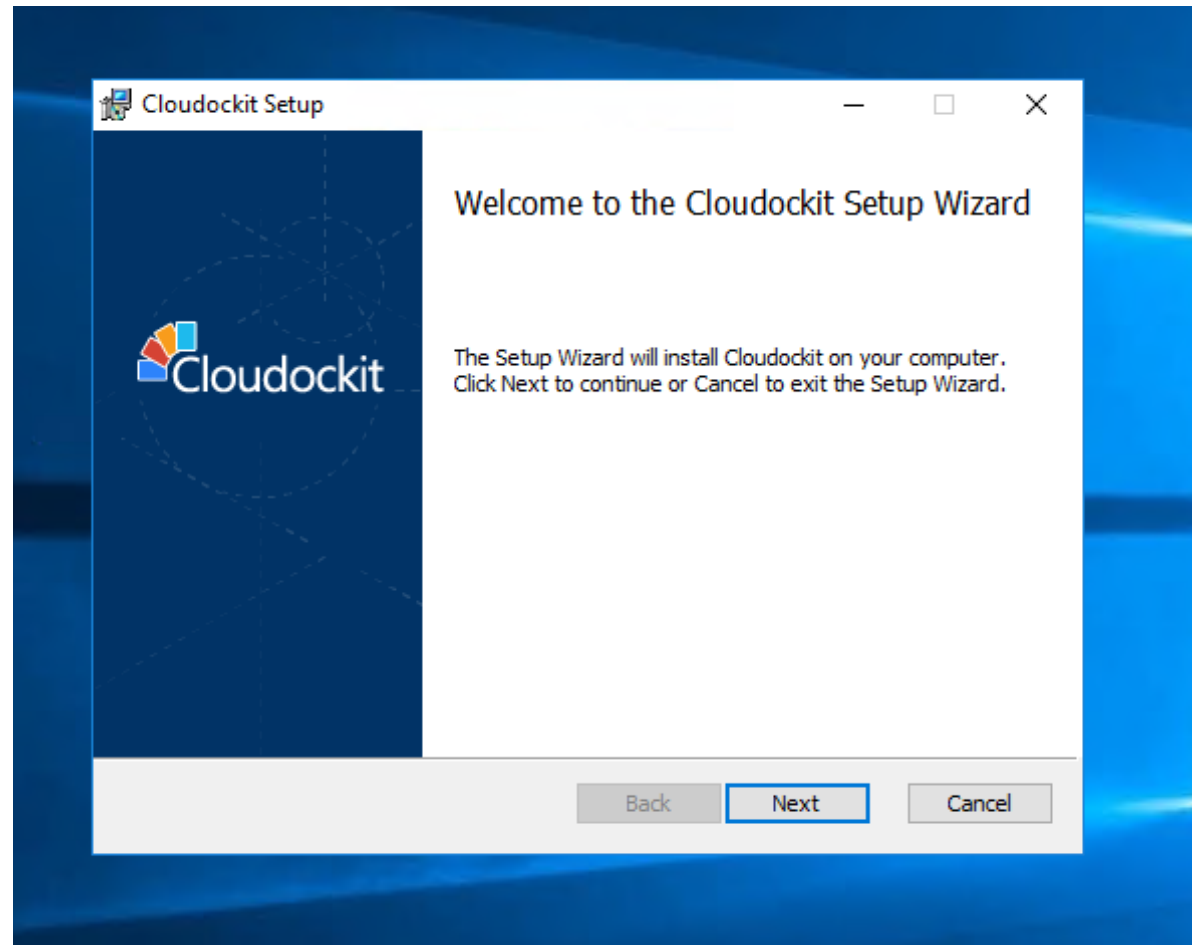 Cloudockit Setup
Welcome to the Cloudockit Setup Wizard
Cloudockit
The Setup Wizard will install Cloudockit on your computer.
Click Next to continue or Cancel to exit the Setup Wizard.
Back
Next
Cancel